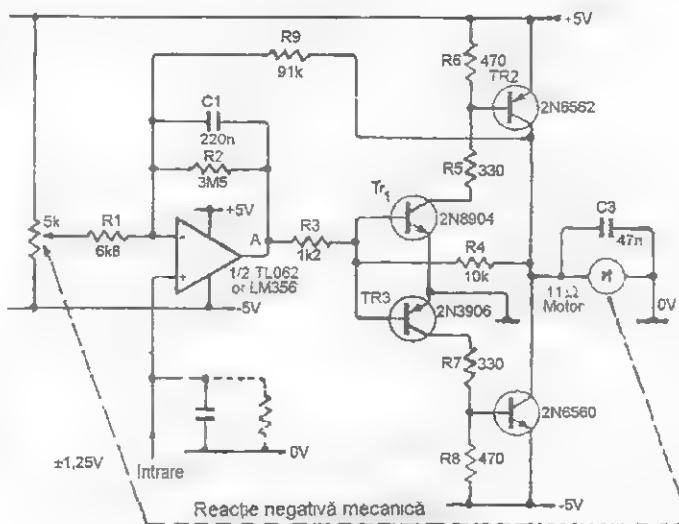 +5V
R9
91k
R6
470
TR2
2N6562
C1
220n
R2
3M5
R5
330
Tr1
2N8904
5k
R1
6k8
-
+
+5V
A
1/2 TL062
or LM356
-5V
R3
1k2
R4
10k
C3
47n
11Ω
Motor
M
0V
TR3
2N3906
R7
330
2N6560
R8
470
-5V
0V
±1,25V
Intrare
Reacție negativă mecanică